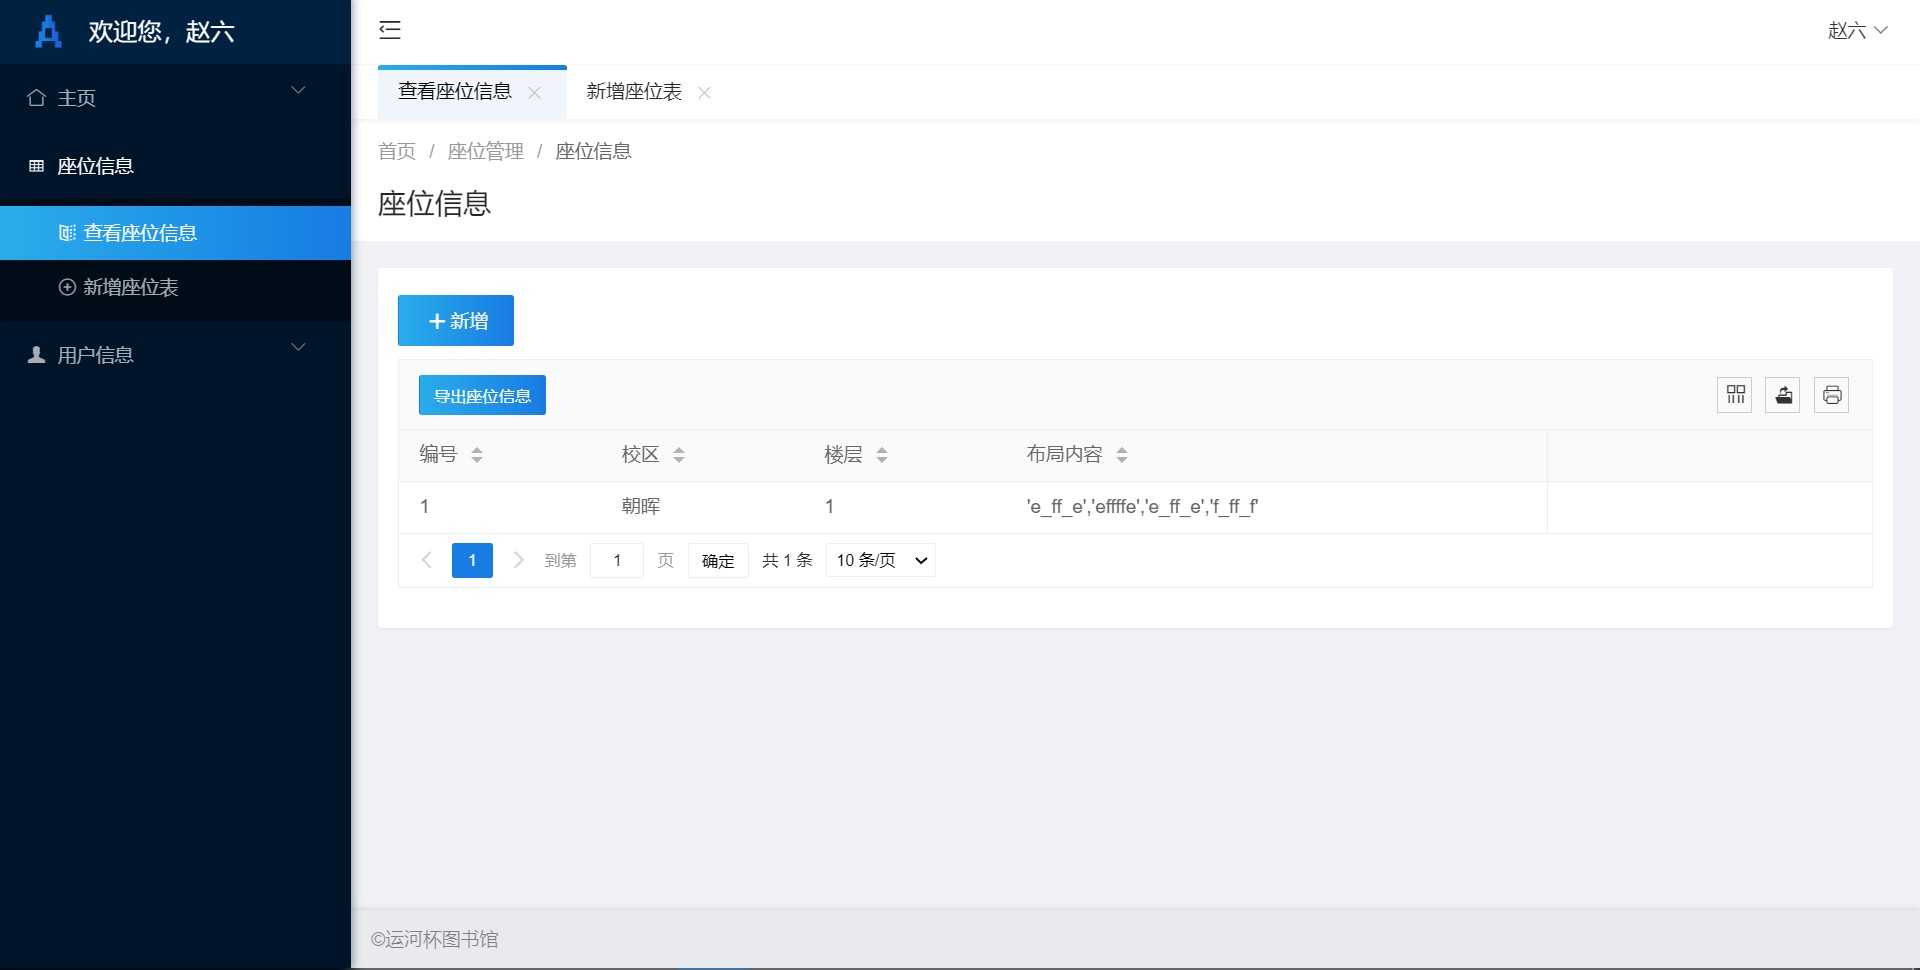 欢迎您，赵六
赵六
主页
座位信息
查看座位信息
新增座位表
用户信息
查看座位信息
新增座位表
首页 / 座位管理 / 座位信息
座位信息
新增
导出座位信息
编号 校区 楼层 布局内容
1 朝晖 1 'e_ff_e','effffe','e_ff_e','f_ff_f'
1 到第 1 页 确定 共 1 条 10 条/页
©运河杯图书馆